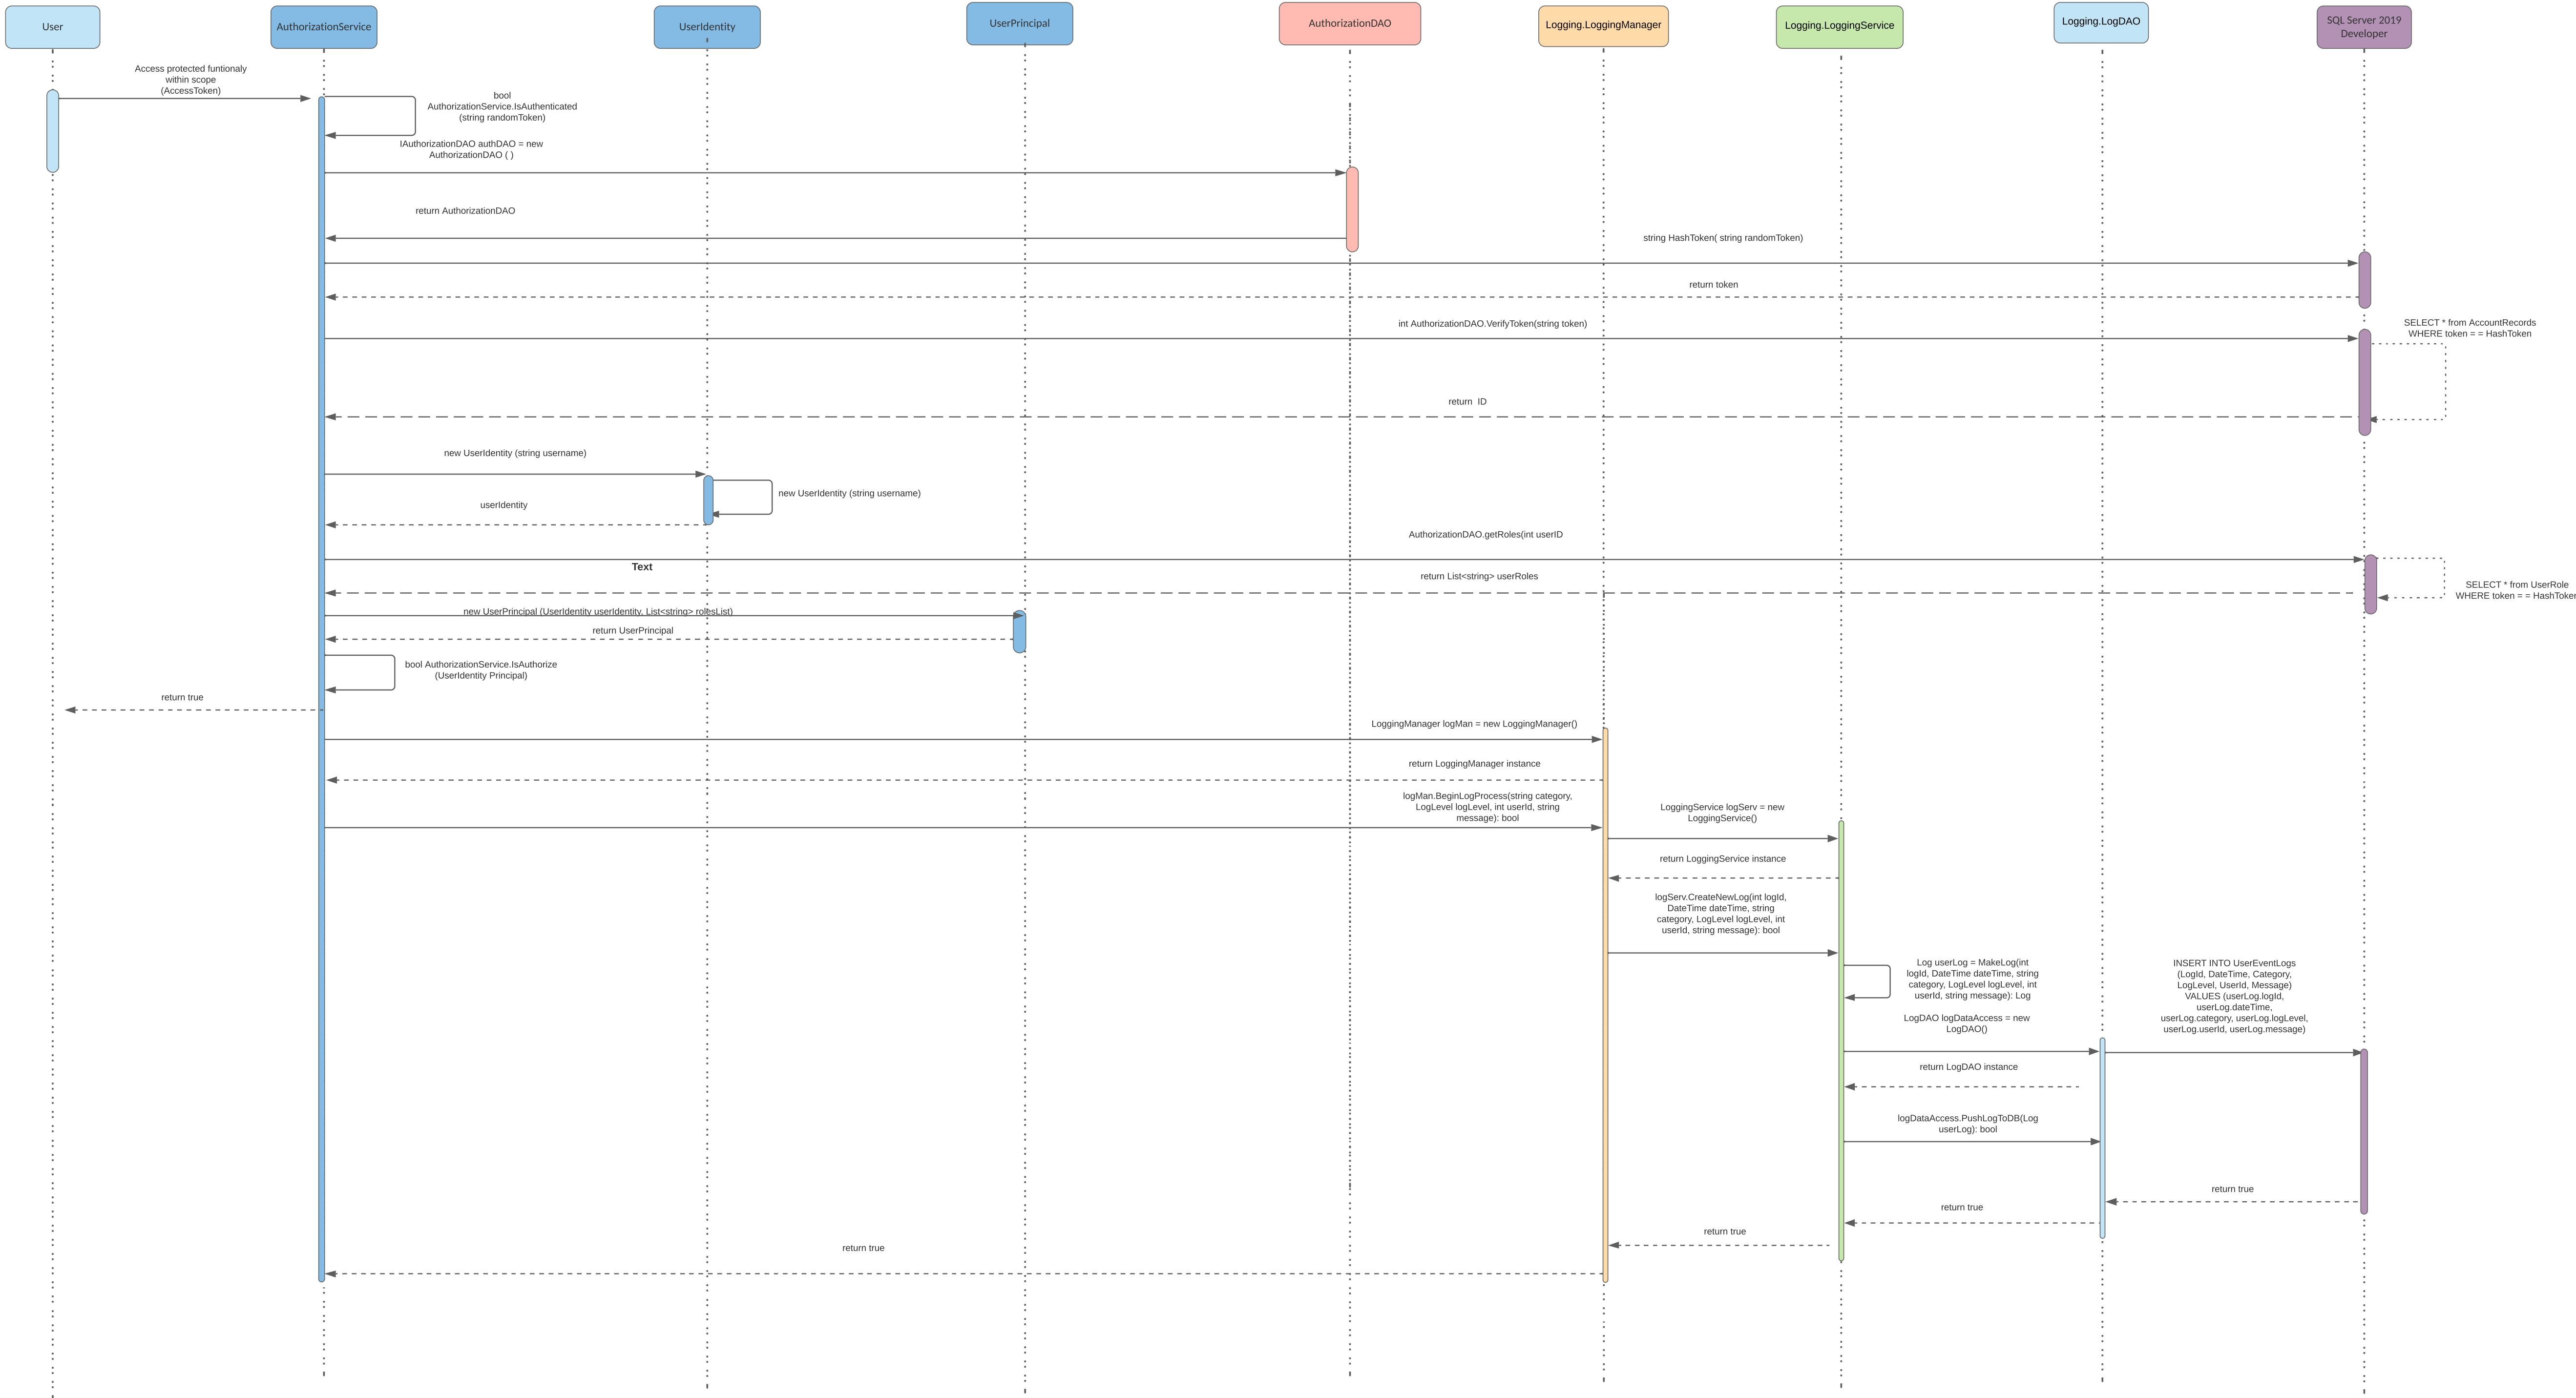 User
AuthorizationService
UserIdentity
UserPrincipal
AuthorizationDAO
Logging.LoggingManager
Logging.LoggingService
Logging.LogDAO
SQL Server 2019
Developer
Access protected funtionaly
within scope
(AccessToken)
bool
AuthorizationService.IsAuthenticated
(string randomToken)
IAuthorizationDAO authDAO = new
AuthorizationDAO ( )
return AuthorizationDAO
string HashToken( string randomToken)
return token
int AuthorizationDAO.VerifyToken(string token)
SELECT * from AccountRecords
WHERE token = = HashToken
return ID
new UserIdentity (string username)
new UserIdentity (string username)
userIdentity
AuthorizationDAO.getRoles(int userID
Text
return List<string> userRoles
SELECT * from UserRole
WHERE token = = HashToken
new UserPrincipal (UserIdentity userIdentity, List<string> rolesList)
return UserPrincipal
bool AuthorizationService.IsAuthorize
(UserIdentity Principal)
return true
LoggingManager logMan = new LoggingManager()
return LoggingManager instance
logMan.BeginLogProcess(string category,
LogLevel logLevel, int userId, string
message): bool
LoggingService logServ = new
LoggingService()
return LoggingService instance
logServ.CreateNewLog(int logId,
DateTime dateTime, string
category, LogLevel logLevel, int
userId, string message): bool
Log userLog = MakeLog(int
logId, DateTime dateTime, string
category, LogLevel logLevel, int
userId, string message): Log
INSERT INTO UserEventLogs
(LogId, DateTime, Category,
LogLevel, UserId, Message)
VALUES (userLog.logId,
userLog.dateTime,
userLog.category, userLog.logLevel,
userLog.userId, userLog.message)
LogDAO logDataAccess = new
LogDAO()
return LogDAO instance
logDataAccess.PushLogToDB(Log
userLog): bool
return true
return true
return true
return true